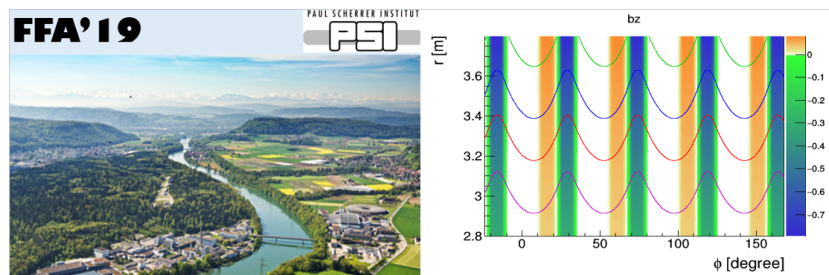 FFA'19
PAUL SCHERRER INSTITUT
PSI
bz
r [m]
3.6
3.4
3.2
3
2.8
0
50
100
150
ϕ [degree]
0
-0.1
-0.2
-0.3
-0.4
-0.5
-0.6
-0.7